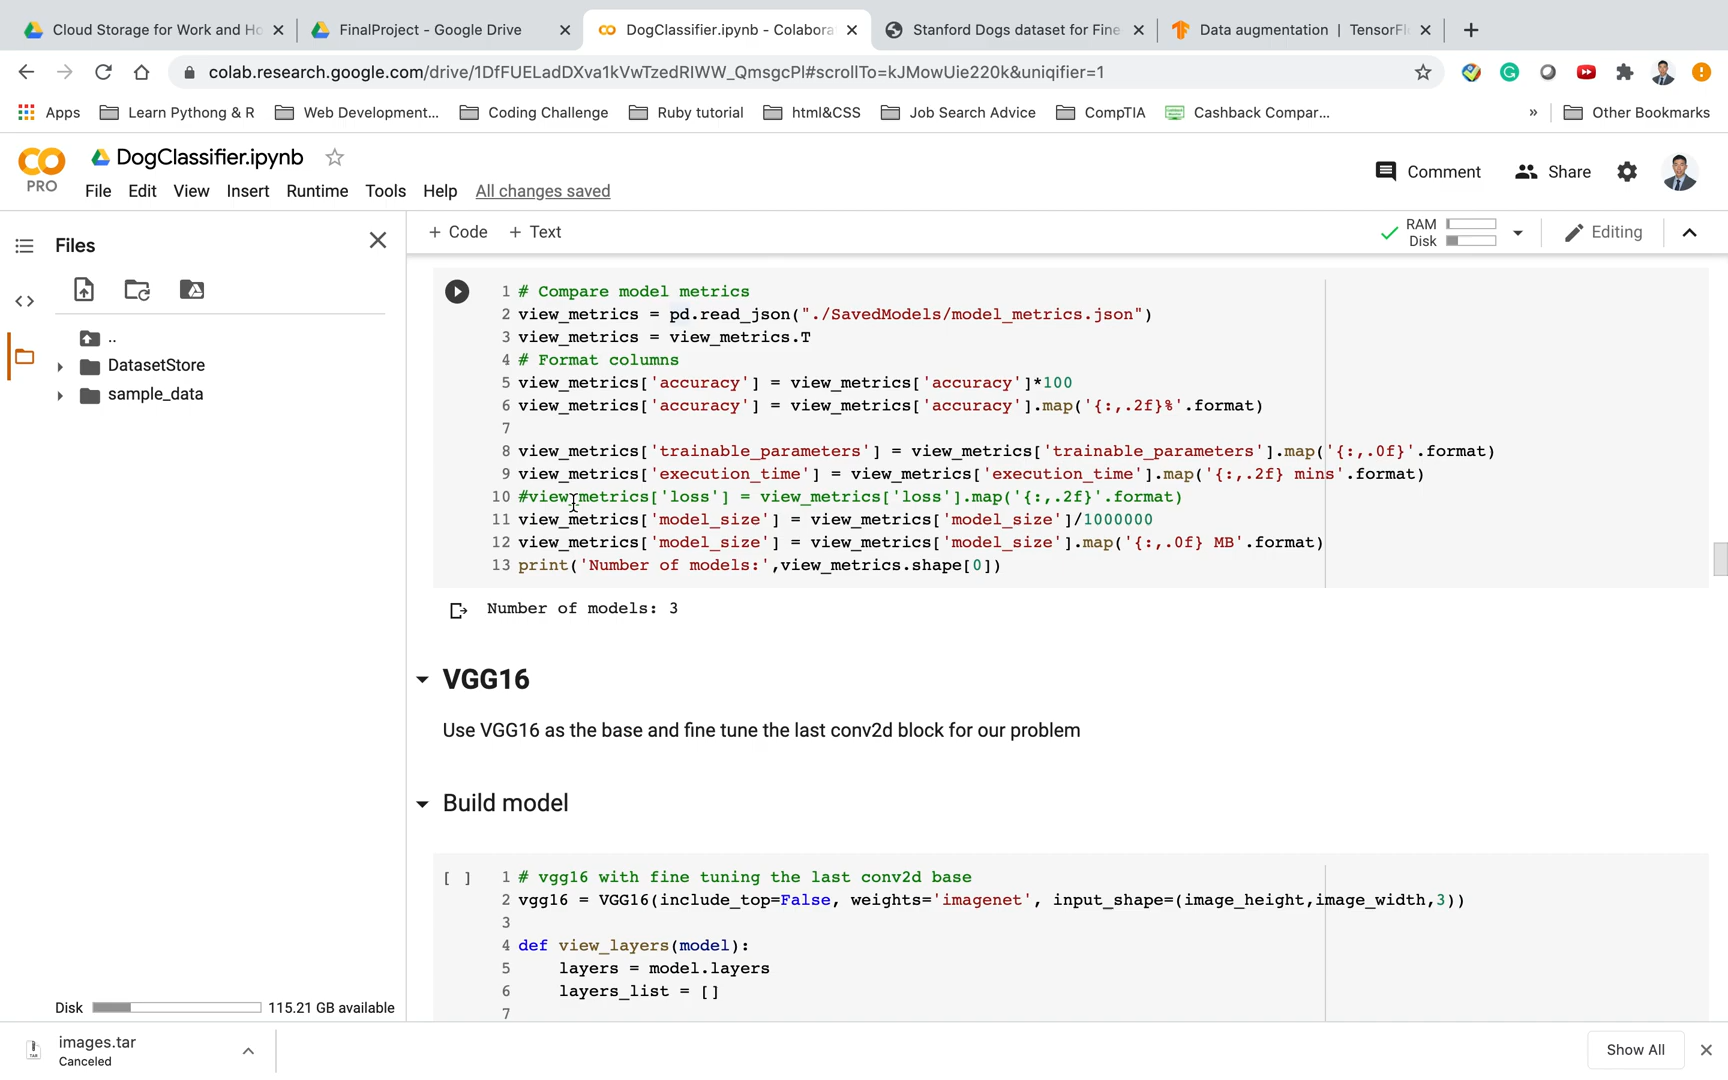 Cloud Storage for Work and Ho
FinalProject - Google Drive
DogClassifier.ipynb - Colabora
Stanford Dogs dataset for Fine
Data augmentation | TensorFl
colab.research.google.com/drive/1DfFUELadDXva1kVwTzedRIWW_QmsgcPl#scrollTo=kJMowUie220k&uniqifier=1
Apps
Learn Pythong & R
Web Development...
Coding Challenge
Ruby tutorial
html&CSS
Job Search Advice
CompTIA
Cashback Compar...
»
Other Bookmarks
PRO
DogClassifier.ipynb
File Edit View Insert Runtime Tools Help All changes saved
Comment
Share
Files
+ Code + Text
RAM
Disk
Editing
..
DatasetStore
sample_data
1 # Compare model metrics
2 view_metrics = pd.read_json("./SavedModels/model_metrics.json")
3 view_metrics = view_metrics.T
4 # Format columns
5 view_metrics['accuracy'] = view_metrics['accuracy']*100
6 view_metrics['accuracy'] = view_metrics['accuracy'].map('{:,.2f}%'.format)
7
8 view_metrics['trainable_parameters'] = view_metrics['trainable_parameters'].map('{:,.0f}'.format)
9 view_metrics['execution_time'] = view_metrics['execution_time'].map('{:,.2f} mins'.format)
10 #view_metrics['loss'] = view_metrics['loss'].map('{:,.2f}'.format)
11 view_metrics['model_size'] = view_metrics['model_size']/1000000
12 view_metrics['model_size'] = view_metrics['model_size'].map('{:,.0f} MB'.format)
13 print('Number of models:',view_metrics.shape[0])
Number of models: 3
VGG16
Use VGG16 as the base and fine tune the last conv2d block for our problem
Build model
[ ]
1 # vgg16 with fine tuning the last conv2d base
2 vgg16 = VGG16(include_top=False, weights='imagenet', input_shape=(image_height,image_width,3))
3
4 def view_layers(model):
5 layers = model.layers
6 layers_list = []
7
Disk
115.21 GB available
images.tar
Canceled
Show All